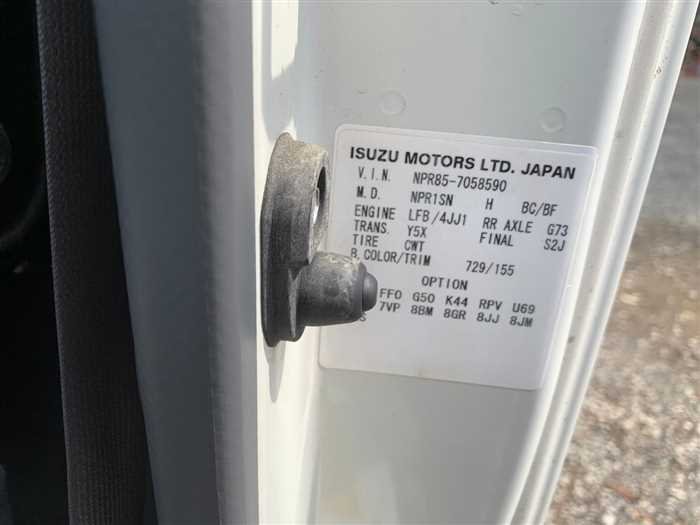 ISUZU MOTORS LTD. JAPAN
V.I.N. NPR85-7058590
M.D. NPR1SN H BC/BF
ENGINE LFB/4JJ1 RR AXLE G73
TRANS. Y5X FINAL S2J
TIRE CWT
B.COLOR/TRIM 729/155
OPTION
FF0 G50 K44 RPV U69
7VP 8BM 8GR 8JJ 8JM